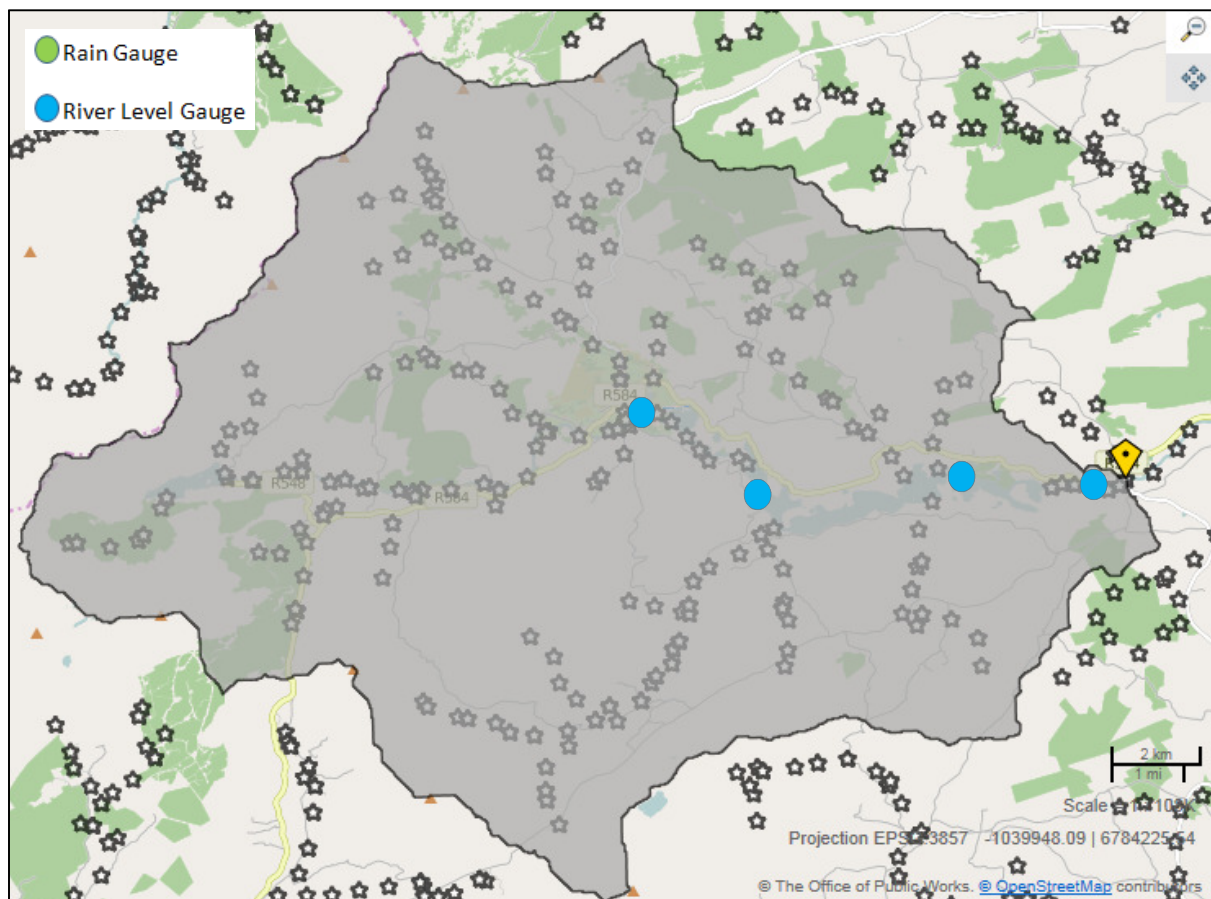 Rain Gauge
River Level Gauge
R584
R548
R584
2 km
1 mi
Scale
Projection EPSG:3857 -1039948.09 | 6784225.54
© The Office of Public Works. © OpenStreetMap contributors